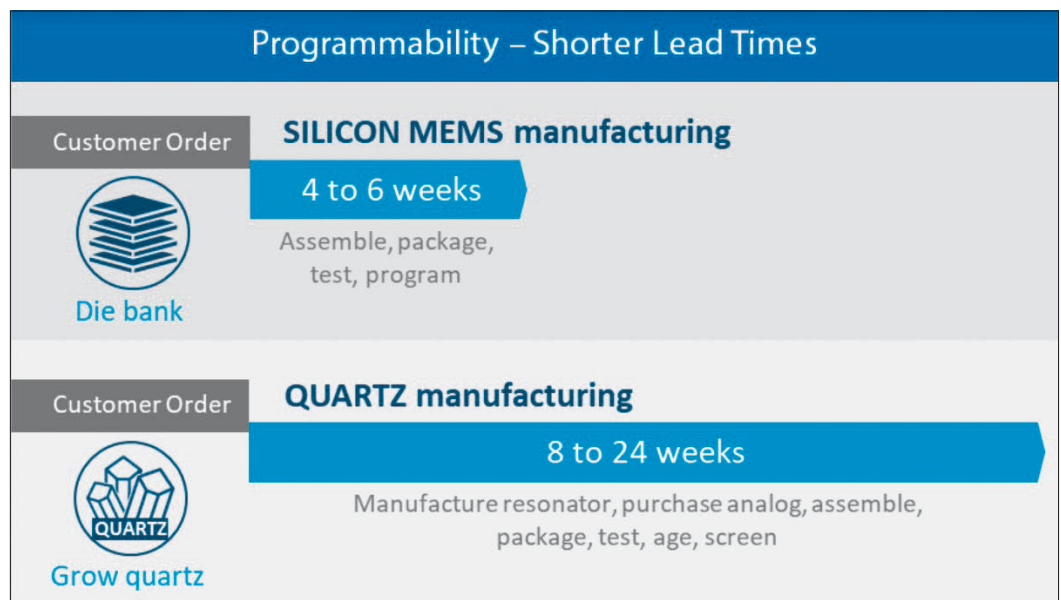 Programmability – Shorter Lead Times
Customer Order
SILICON MEMS manufacturing
4 to 6 weeks
Assemble, package,
test, program
Die bank
Customer Order
QUARTZ manufacturing
8 to 24 weeks
Manufacture resonator, purchase analog, assemble,
package, test, age, screen
QUARTZ
Grow quartz